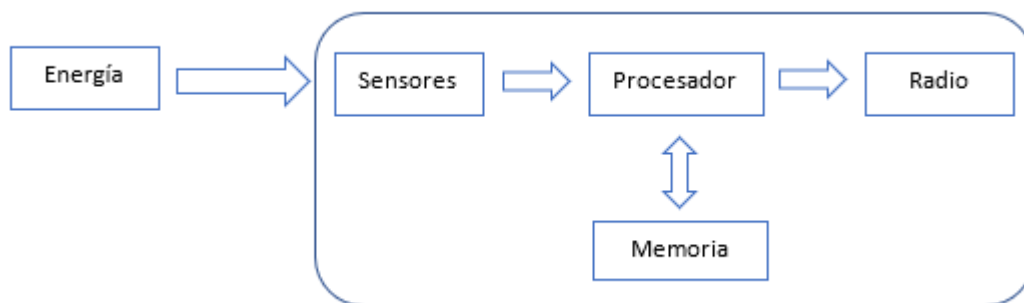 Energía
Sensores
Procesador
Radio
Memoria